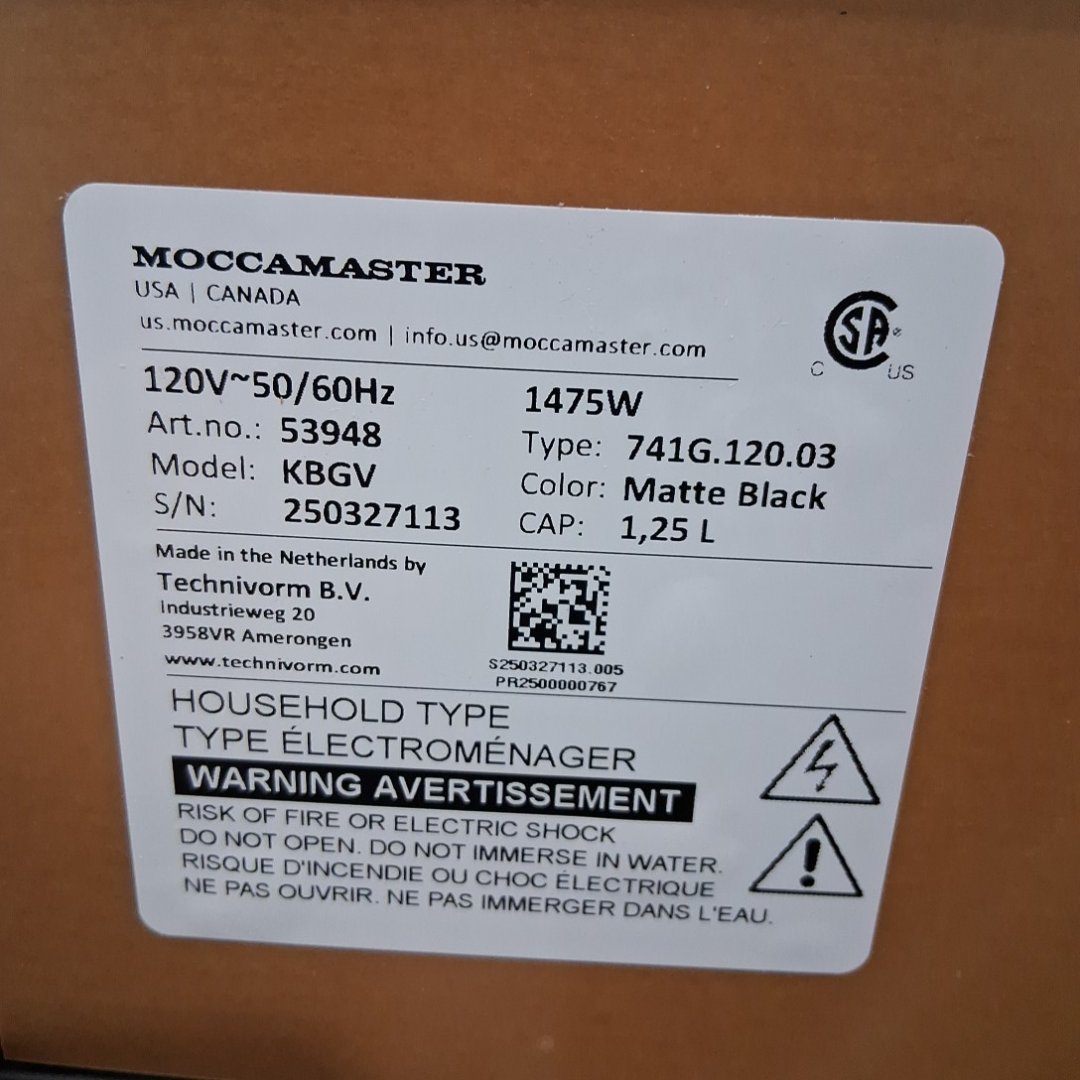 MOCCAMASTER
USA | CANADA
us.moccamaster.com | info.us@moccamaster.com
CSA®
C US
120V~50/60Hz 1475W
Art.no.: 53948 Type: 741G.120.03
Model: KBGV Color: Matte Black
S/N: 250327113 CAP: 1,25 L
Made in the Netherlands by
Technivorm B.V.
Industrieweg 20
3958VR Amerongen
www.technivorm.com
S250327113.005
PR2500000767
HOUSEHOLD TYPE
TYPE ÉLECTROMÉNAGER
WARNING AVERTISSEMENT
RISK OF FIRE OR ELECTRIC SHOCK
DO NOT OPEN. DO NOT IMMERSE IN WATER.
RISQUE D'INCENDIE OU CHOC ÉLECTRIQUE
NE PAS OUVRIR. NE PAS IMMERGER DANS L'EAU.